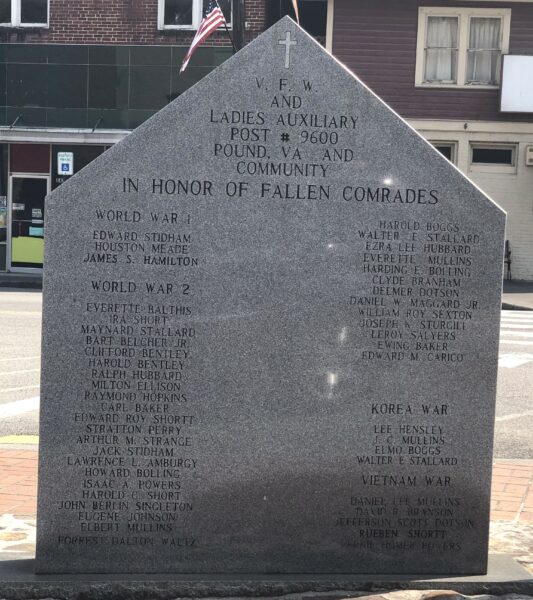 V. F. W.
AND
LADIES AUXILIARY
POST # 9600
POUND, VA AND
COMMUNITY
IN HONOR OF FALLEN COMRADES
WORLD WAR 1
EDWARD STIDHAM
HOUSTON MEADE
JAMES S. HAMILTON
WORLD WAR 2
EVERETTE BALTHIS
IRA SHORT
MAYNARD STALLARD
BART BELCHER JR.
CLIFFORD BENTLEY
HAROLD BENTLEY
RALPH HUBBARD
MILTON ELLISON
RAYMOND HOPKINS
CARL BAKER
EDWARD ROY SHORTT
STRATTON PERRY
ARTHUR M. STRANGE
JACK STIDHAM
LAWRENCE L. AMBURGY
HOWARD BOLLING
ISAAC A. POWERS
HAROLD C. SHORT
JOHN BERLIN SINGLETON
EUGENE JOHNSON
ELBERT MULLINS
FORREST DALTON WALTZ
HAROLD BOGGS
WALTER E. STALLARD
EZRA LEE HUBBARD
EVERETTE MULLINS
HARDING E. BOLLING
CLYDE BRANHAM
DELMER DOTSON
DANIEL W. MAGGARD JR.
WILLIAM ROY SEXTON
JOSEPH K. STURGILL
LEROY SALYERS
EWING BAKER
EDWARD M. CARICO
KOREA WAR
LEE HENSLEY
J. C. MULLINS
ELMO BOGGS
WALTER E. STALLARD
VIETNAM WAR
DANIEL LEE MULLINS
DAVID R. BRANSON
JEFFERSON SCOTT DOTSON
RUEBEN SHORTT
HOMER POWERS